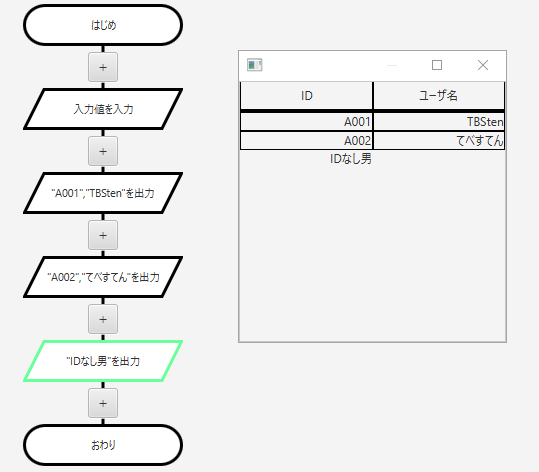 はじめ
+
入力値を入力
+
"A001","TBSten"を出力
+
"A002","てべすてん"を出力
+
"IDなし男"を出力
+
おわり
ID ユーザ名
A001 TBSten
A002 てべすてん
IDなし男